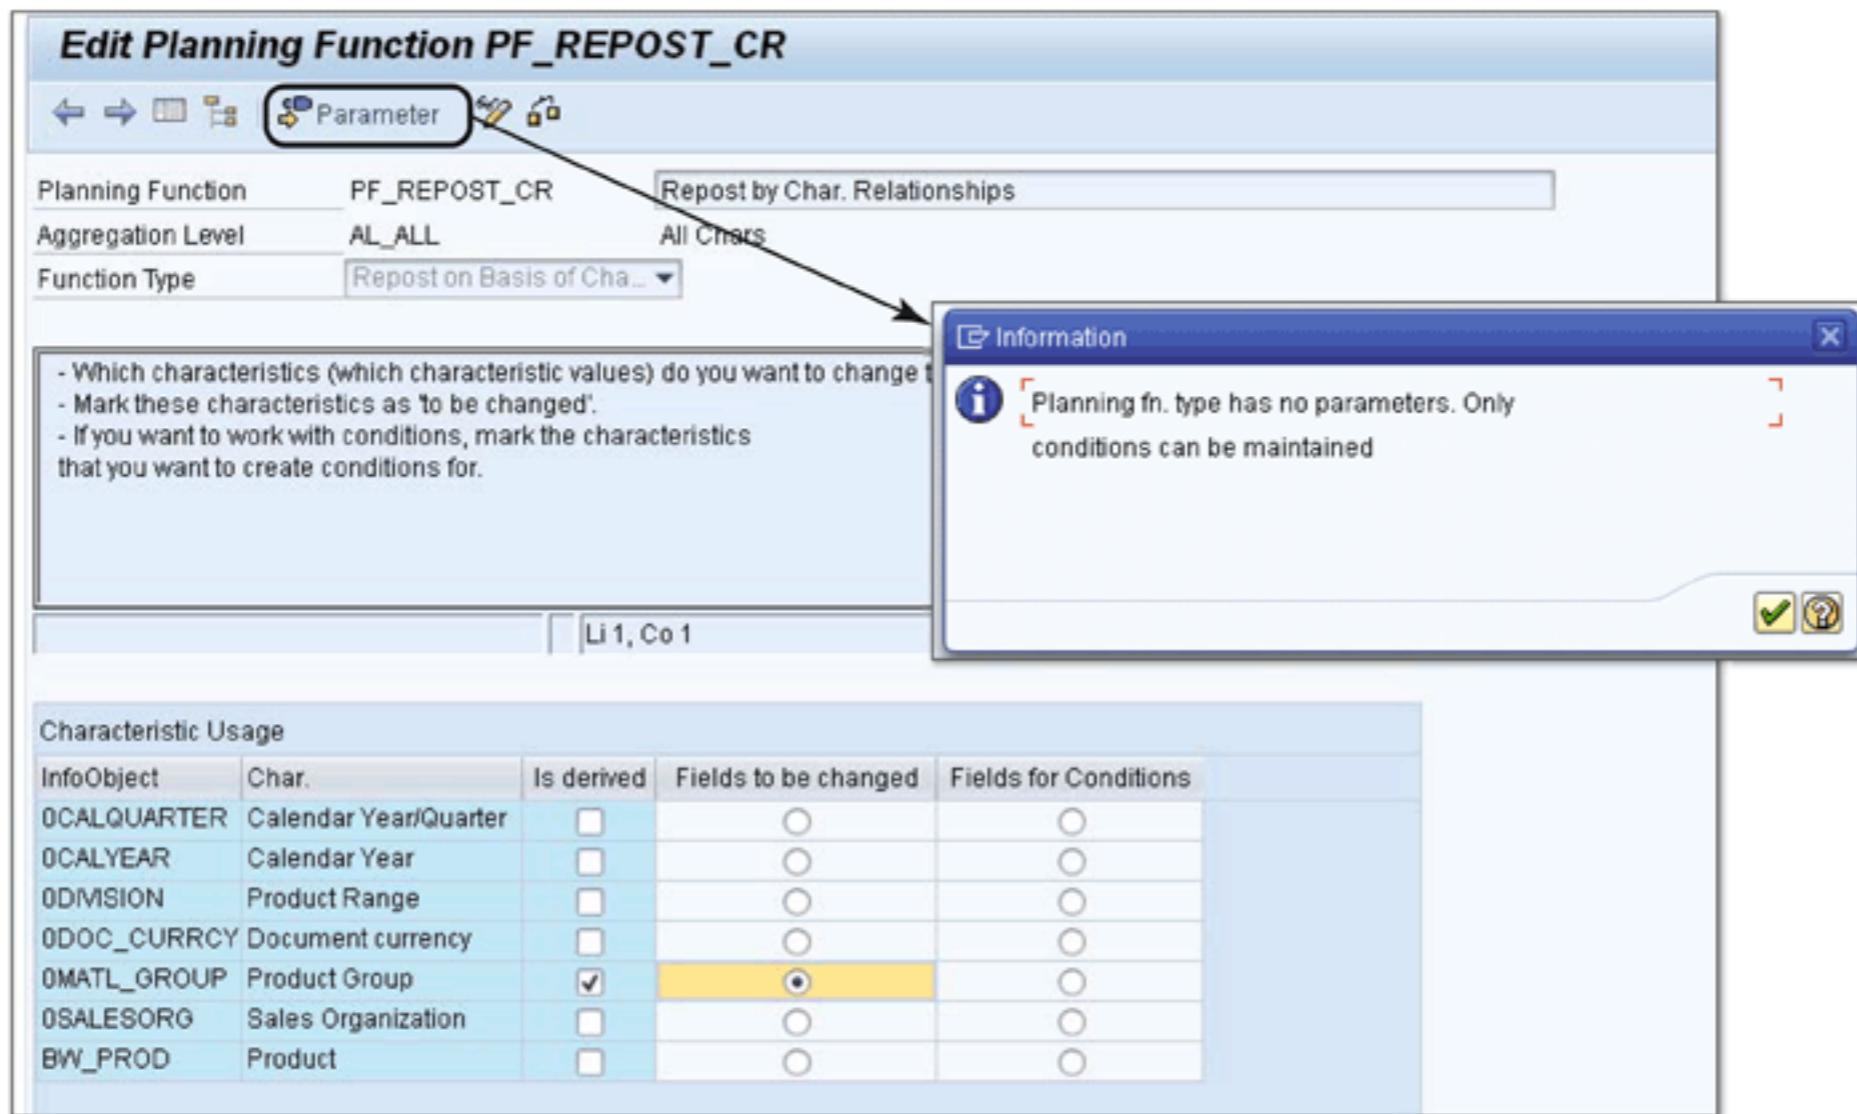 Edit Planning Function PF_REPOST_CR
Parameter
Planning Function PF_REPOST_CR Repost by Char. Relationships
Aggregation Level AL_ALL All Chars
Function Type Repost on Basis of Cha...
- Which characteristics (which characteristic values) do you want to change
- Mark these characteristics as 'to be changed'.
- If you want to work with conditions, mark the characteristics
that you want to create conditions for.
Li 1, Co 1
Information
Planning fn. type has no parameters. Only
conditions can be maintained
Characteristic Usage
InfoObject Char. Is derived Fields to be changed Fields for Conditions
0CALQUARTER Calendar Year/Quarter
0CALYEAR Calendar Year
0DIVISION Product Range
0DOC_CURRCY Document currency
0MATL_GROUP Product Group
0SALESORG Sales Organization
BW_PROD Product